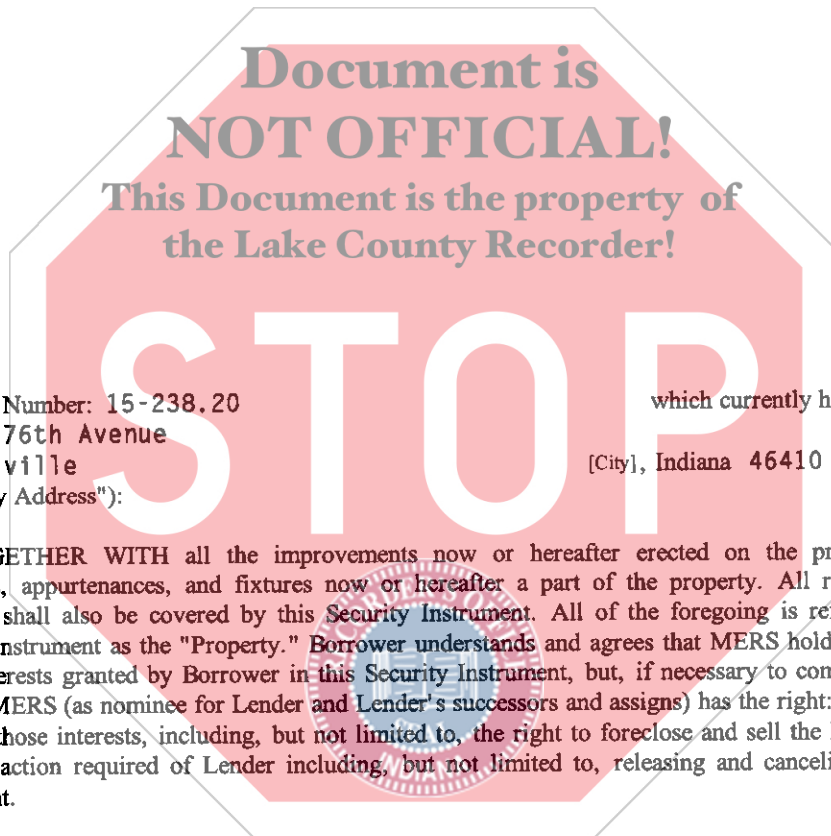 Document is
NOT OFFICIAL!
This Document is the property of
the Lake County Recorder!
STOP
Number: 15-238.20 which currently h
76th Avenue
ville [City], Indiana 46410
y Address"):
GETHER WITH all the improvements now or hereafter erected on the pr
, appurtenances, and fixtures now or hereafter a part of the property. All r
shall also be covered by this Security Instrument. All of the foregoing is re
nstrument as the "Property." Borrower understands and agrees that MERS hold
erests granted by Borrower in this Security Instrument, but, if necessary to com
MERS (as nominee for Lender and Lender's successors and assigns) has the right:
hose interests, including, but not limited to, the right to foreclose and sell the
action required of Lender including, but not limited to, releasing and canceli
t.
INDIANA